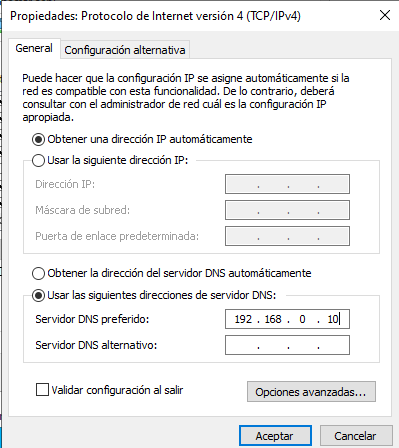 Propiedades: Protocolo de Internet versión 4 (TCP/IPv4)
General
Configuración alternativa
Puede hacer que la configuración IP se asigne automáticamente si la
red es compatible con esta funcionalidad. De lo contrario, deberá
consultar con el administrador de red cuál es la configuración IP
apropiada.
Obtener una dirección IP automáticamente
Usar la siguiente dirección IP:
Dirección IP:
Máscara de subred:
Puerta de enlace predeterminada:
Obtener la dirección del servidor DNS automáticamente
Usar las siguientes direcciones de servidor DNS:
Servidor DNS preferido: 192 . 168 . 0 . 10
Servidor DNS alternativo:
Validar configuración al salir
Opciones avanzadas...
Aceptar
Cancelar